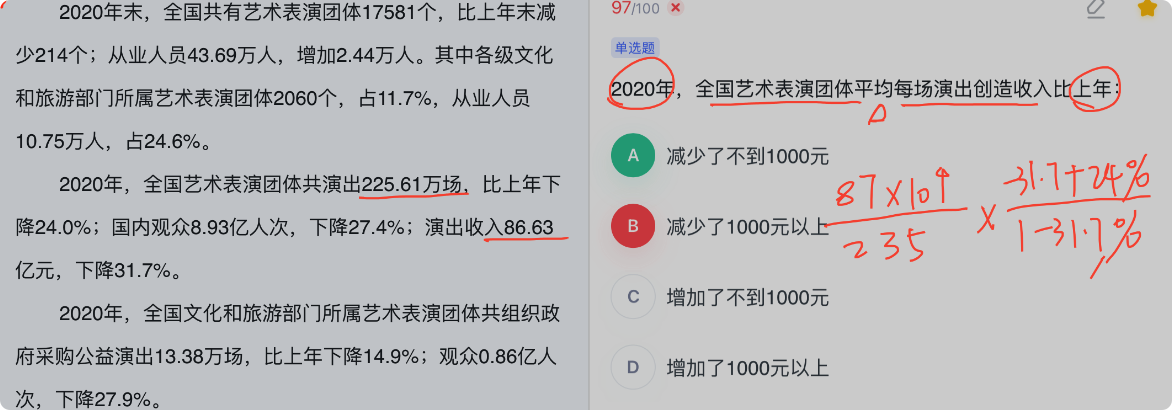 2020年末，全国共有艺术表演团体17581个，比上年末减
少214个；从业人员43.69万人，增加2.44万人。其中各级文化
和旅游部门所属艺术表演团体2060个，占11.7%，从业人员
10.75万人，占24.6%。
2020年，全国艺术表演团体共演出225.61万场，比上年下
降24.0%；国内观众8.93亿人次，下降27.4%；演出收入86.63
亿元，下降31.7%。
2020年，全国文化和旅游部门所属艺术表演团体共组织政
府采购公益演出13.38万场，比上年下降14.9%；观众0.86亿人
次，下降27.9%。
97/100
单选题
2020年，全国艺术表演团体平均每场演出创造收入比上年：
A 减少了不到1000元
B 减少了1000元以上
C 增加了不到1000元
D 增加了1000元以上
87×10↑ × -31.7+24%
235 1-31.7%